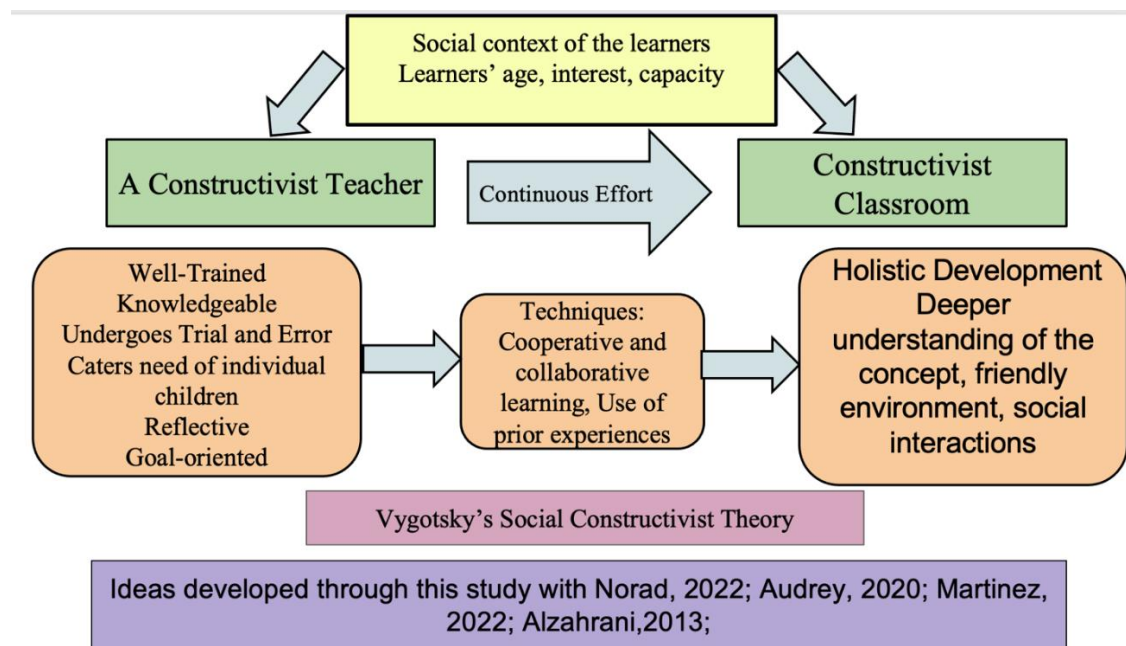 Social context of the learners
Learners’ age, interest, capacity
A Constructivist Teacher
Continuous Effort
Constructivist
Classroom
Well-Trained
Knowledgeable
Undergoes Trial and Error
Caters need of individual
children
Reflective
Goal-oriented
Techniques:
Cooperative and
collaborative
learning, Use of
prior experiences
Holistic Development
Deeper
understanding of the
concept, friendly
environment, social
interactions
Vygotsky’s Social Constructivist Theory
Ideas developed through this study with Norad, 2022; Audrey, 2020; Martinez,
2022; Alzahrani,2013;